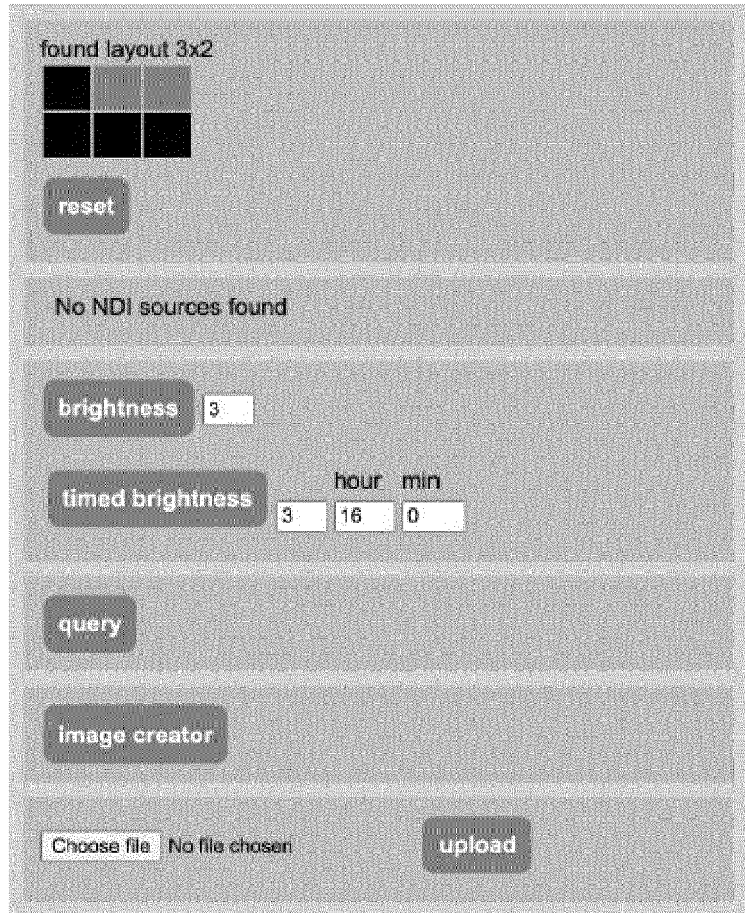 found layout 3x2
reset
No NDI sources found
brightness 3
hour min
timed brightness 3 16 0
query
image creator
Choose file No file chosen upload